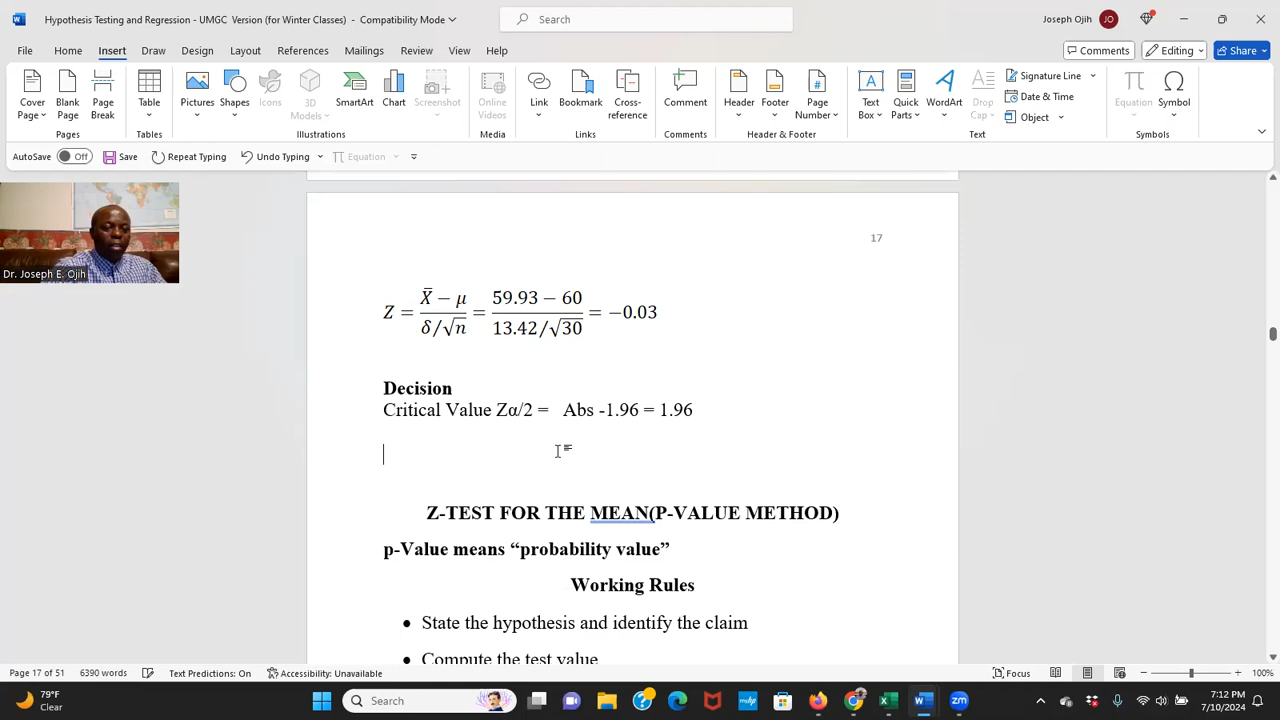 Hypothesis Testing and Regression - UMGC Version (for Winter Classes) - Compatibility Mode
Search
Joseph Ojih
JO
File Home Insert Draw Design Layout References Mailings Review View Help
Comments Editing Share
Cover Page Blank Page Page Break Table Pictures Shapes Icons 3D Models SmartArt Chart Screenshot Online Videos Link Bookmark Cross-reference Comment Header Footer Page Number Text Box Quick Parts WordArt Drop Cap Signature Line Date & Time Object Equation Symbol
Pages Tables Illustrations Media Links Comments Header & Footer Text Symbols
AutoSave Off Save Repeat Typing Undo Typing Equation
Dr. Joseph E. Ojih
17
Z = (X̄ − μ)/(δ/√n) = (59.93 − 60)/(13.42/√30) = −0.03
Decision
Critical Value Zα/2 = Abs -1.96 = 1.96
Z-TEST FOR THE MEAN(P-VALUE METHOD)
p-Value means “probability value”
Working Rules
• State the hypothesis and identify the claim
• Compute the test value
Page 17 of 51 6390 words Text Predictions: On Accessibility: Unavailable Focus 100%
79°F
Clear
Search
7:12 PM
7/10/2024